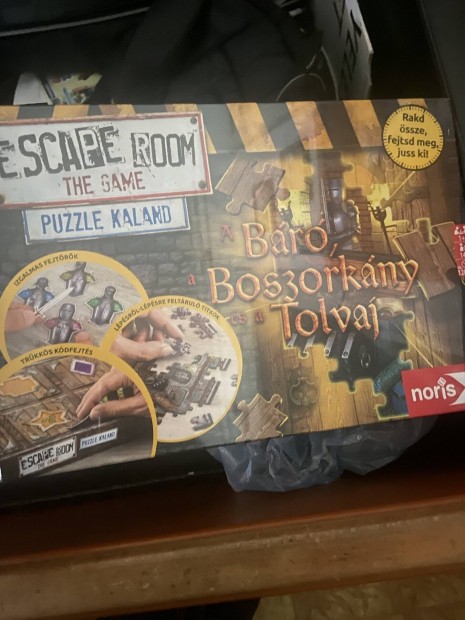 ESCAPE ROOM
THE GAME
PUZZLE KALAND
Rakd
össze,
fejtsd meg,
juss ki!
A
Báró,
a
Boszorkány
és a
Tolvaj
IZGALMAS FEJTÖRŐK
LÉPÉSRŐL-LÉPÉSRE FELTÁRULÓ TITKOK
TRÜKKÖS KÓDFEJTÉS
ESCAPE ROOM
THE GAME
PUZZLE KALAND
noris